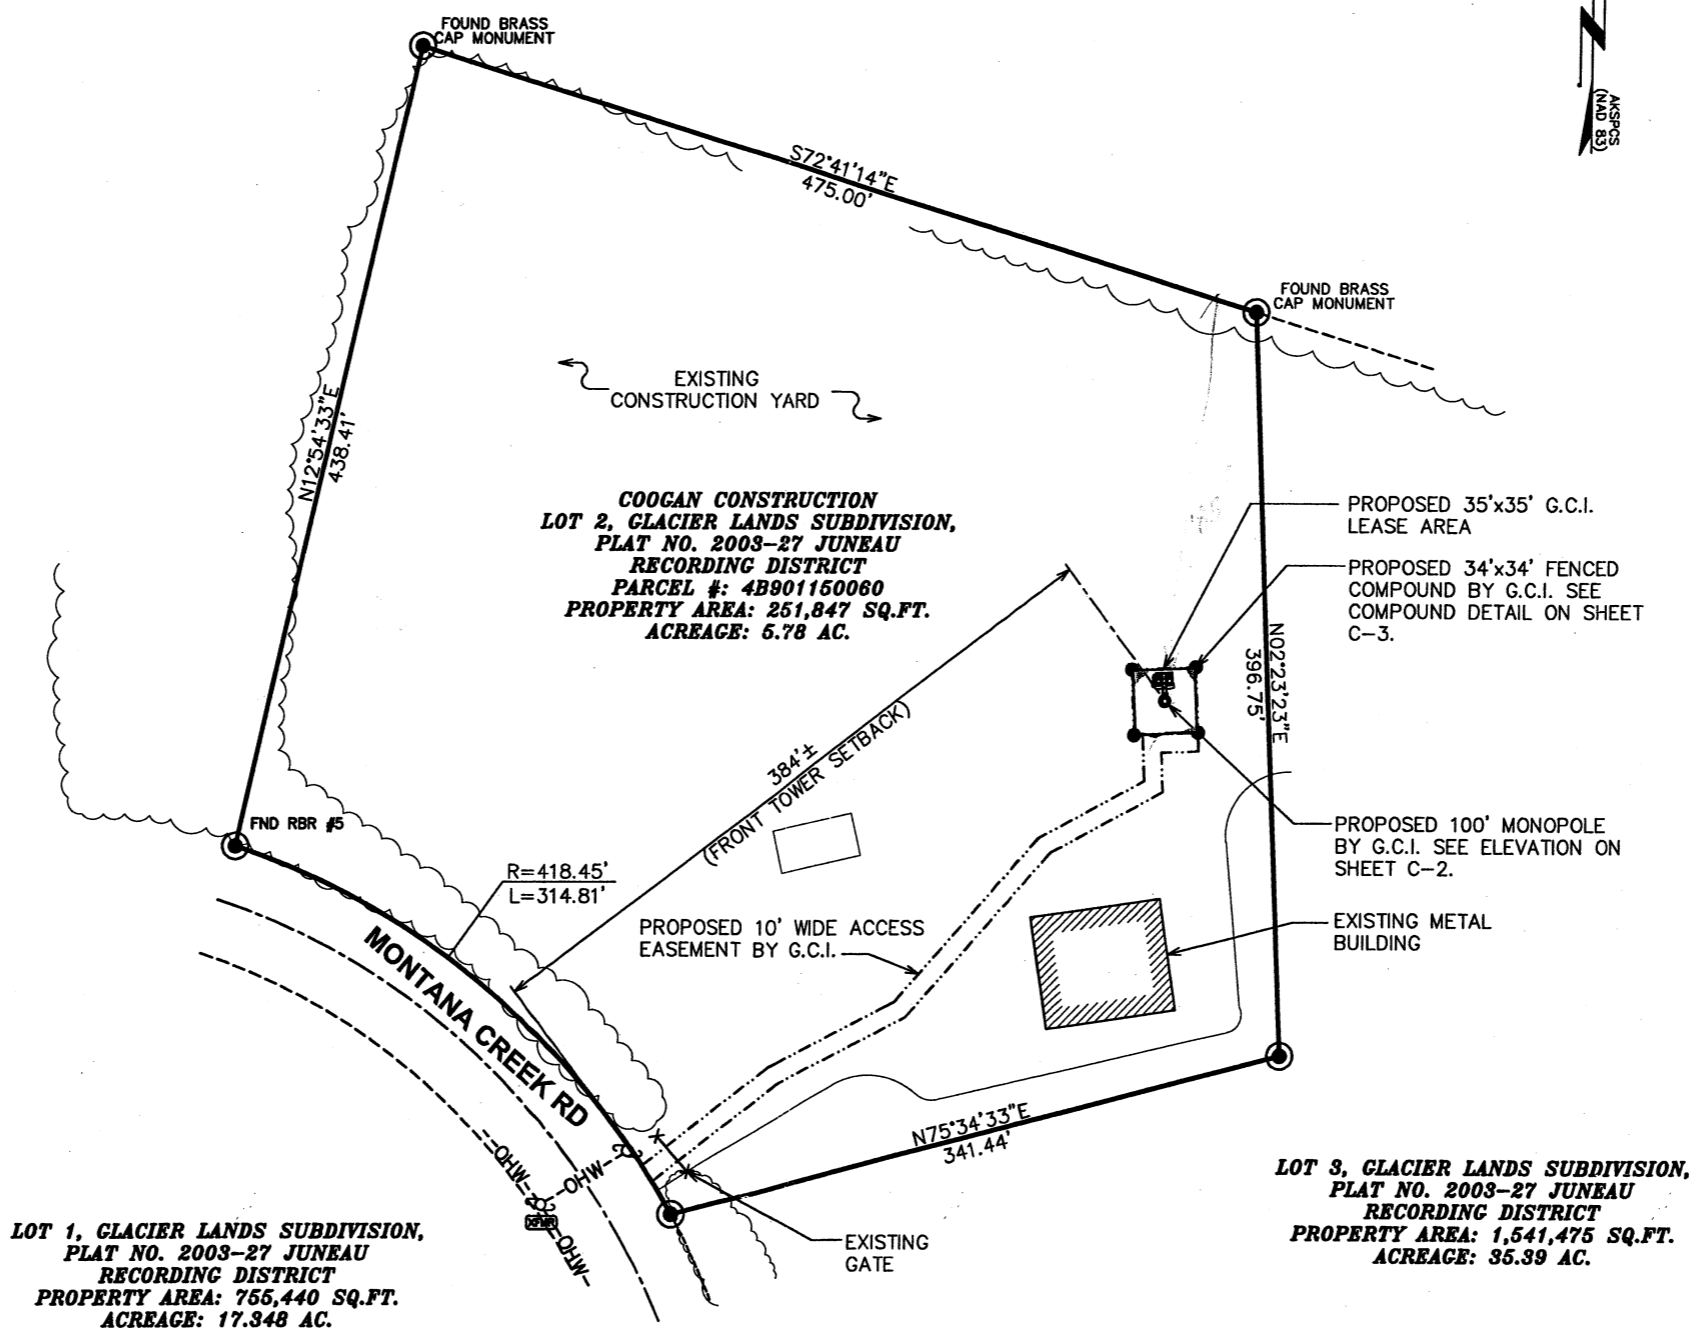 FOUND BRASS
CAP MONUMENT
AKSPCS
(NAD 83)
S72°41'14"E
475.00'
FOUND BRASS
CAP MONUMENT
EXISTING
CONSTRUCTION YARD
N12°54'33"E
438.41'
COOGAN CONSTRUCTION
LOT 2, GLACIER LANDS SUBDIVISION,
PLAT NO. 2003-27 JUNEAU
RECORDING DISTRICT
PARCEL #: 4B901150060
PROPERTY AREA: 251,847 SQ.FT.
ACREAGE: 5.78 AC.
PROPOSED 35'x35' G.C.I.
LEASE AREA
PROPOSED 34'x34' FENCED
COMPOUND BY G.C.I. SEE
COMPOUND DETAIL ON SHEET
C-3.
N02°23'23"E
396.75'
384'±
(FRONT TOWER SETBACK)
FND RBR #5
PROPOSED 100' MONOPOLE
BY G.C.I. SEE ELEVATION ON
SHEET C-2.
R=418.45'
L=314.81'
PROPOSED 10' WIDE ACCESS
EASEMENT BY G.C.I.
EXISTING METAL
BUILDING
MONTANA CREEK RD
N75°34'33"E
341.44'
OHW
OHW
XFMR
OHW
EXISTING
GATE
LOT 3, GLACIER LANDS SUBDIVISION,
PLAT NO. 2003-27 JUNEAU
RECORDING DISTRICT
PROPERTY AREA: 1,541,475 SQ.FT.
ACREAGE: 35.39 AC.
LOT 1, GLACIER LANDS SUBDIVISION,
PLAT NO. 2003-27 JUNEAU
RECORDING DISTRICT
PROPERTY AREA: 755,440 SQ.FT.
ACREAGE: 17.348 AC.